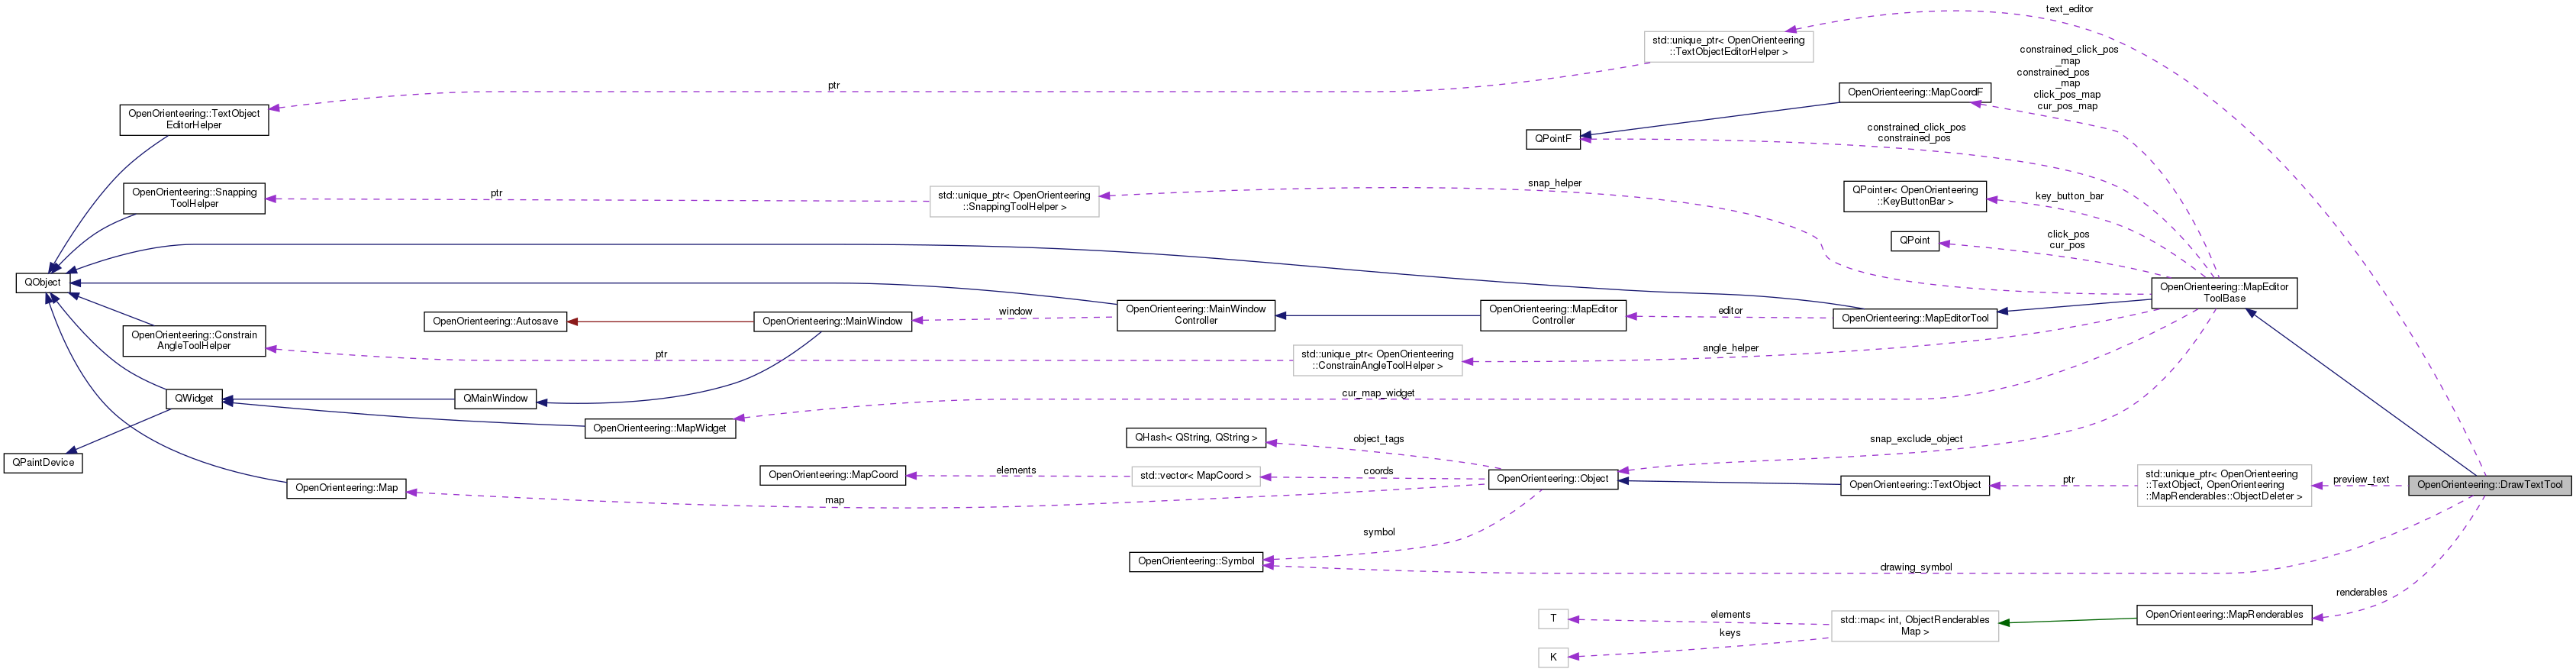 text_editor
std::unique_ptr< OpenOrienteering
::TextObjectEditorHelper >
constrained_click_pos
_map
constrained_pos
_map
click_pos_map
cur_pos_map
ptr
OpenOrienteering::MapCoordF
OpenOrienteering::TextObject
EditorHelper
QPointF
constrained_click_pos
constrained_pos
OpenOrienteering::Snapping
ToolHelper
ptr
std::unique_ptr< OpenOrienteering
::SnappingToolHelper >
snap_helper
QPointer< OpenOrienteering
::KeyButtonBar >
key_button_bar
QPoint
click_pos
cur_pos
QObject
OpenOrienteering::MapEditor
ToolBase
OpenOrienteering::Autosave
OpenOrienteering::MainWindow
window
OpenOrienteering::MainWindow
Controller
OpenOrienteering::MapEditor
Controller
editor
OpenOrienteering::MapEditorTool
OpenOrienteering::Constrain
AngleToolHelper
ptr
std::unique_ptr< OpenOrienteering
::ConstrainAngleToolHelper >
angle_helper
QWidget
QMainWindow
cur_map_widget
OpenOrienteering::MapWidget
QPaintDevice
QHash< QString, QString >
object_tags
snap_exclude_object
OpenOrienteering::MapCoord
elements
std::vector< MapCoord >
coords
OpenOrienteering::Object
OpenOrienteering::Map
map
OpenOrienteering::TextObject
ptr
std::unique_ptr< OpenOrienteering
::TextObject, OpenOrienteering
::MapRenderables::ObjectDeleter >
preview_text
OpenOrienteering::DrawTextTool
symbol
OpenOrienteering::Symbol
drawing_symbol
renderables
T
elements
std::map< int, ObjectRenderables
Map >
OpenOrienteering::MapRenderables
keys
K